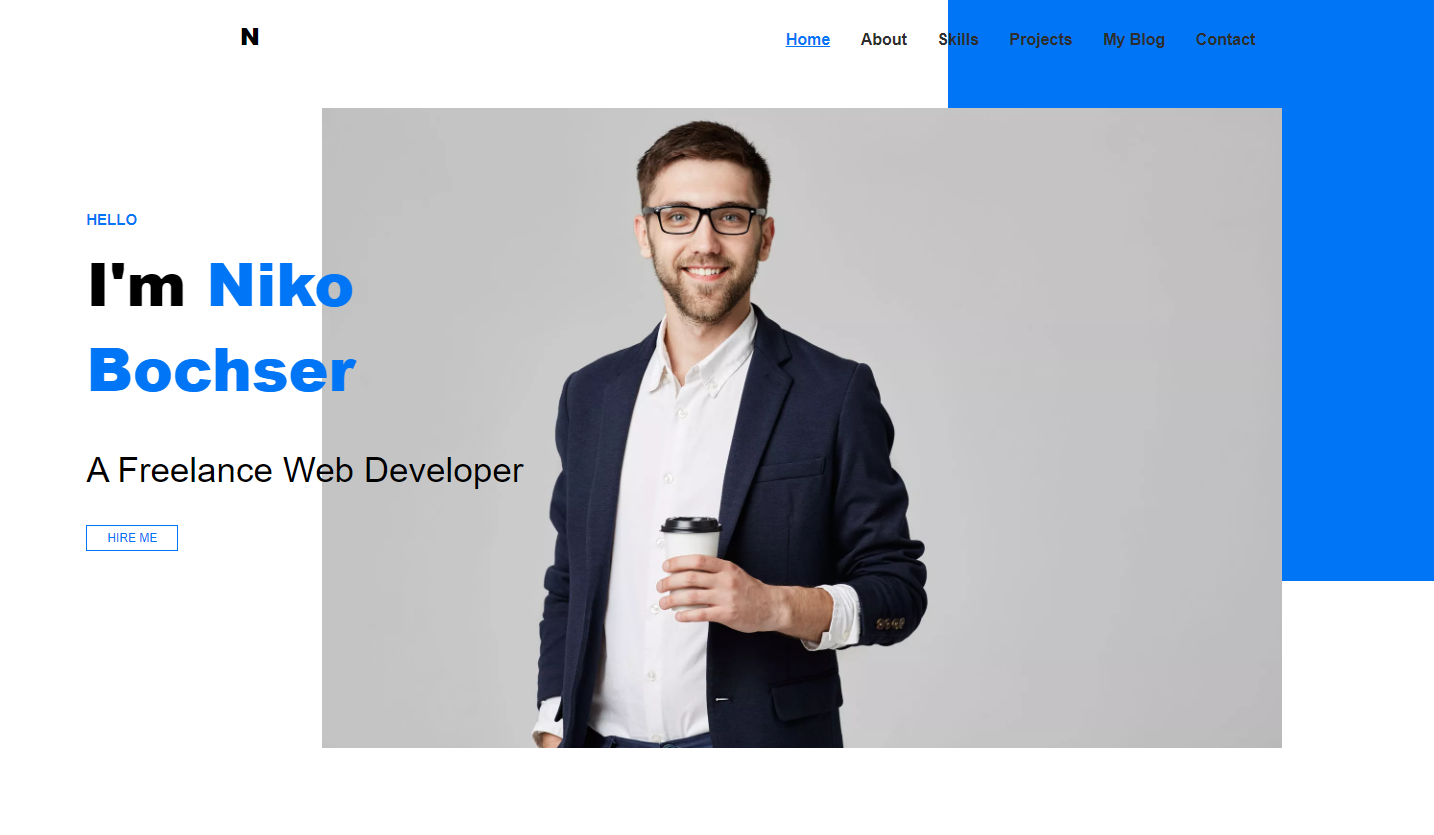 N
Home About Skills Projects My Blog Contact
HELLO
I'm Niko
Bochser
A Freelance Web Developer
HIRE ME